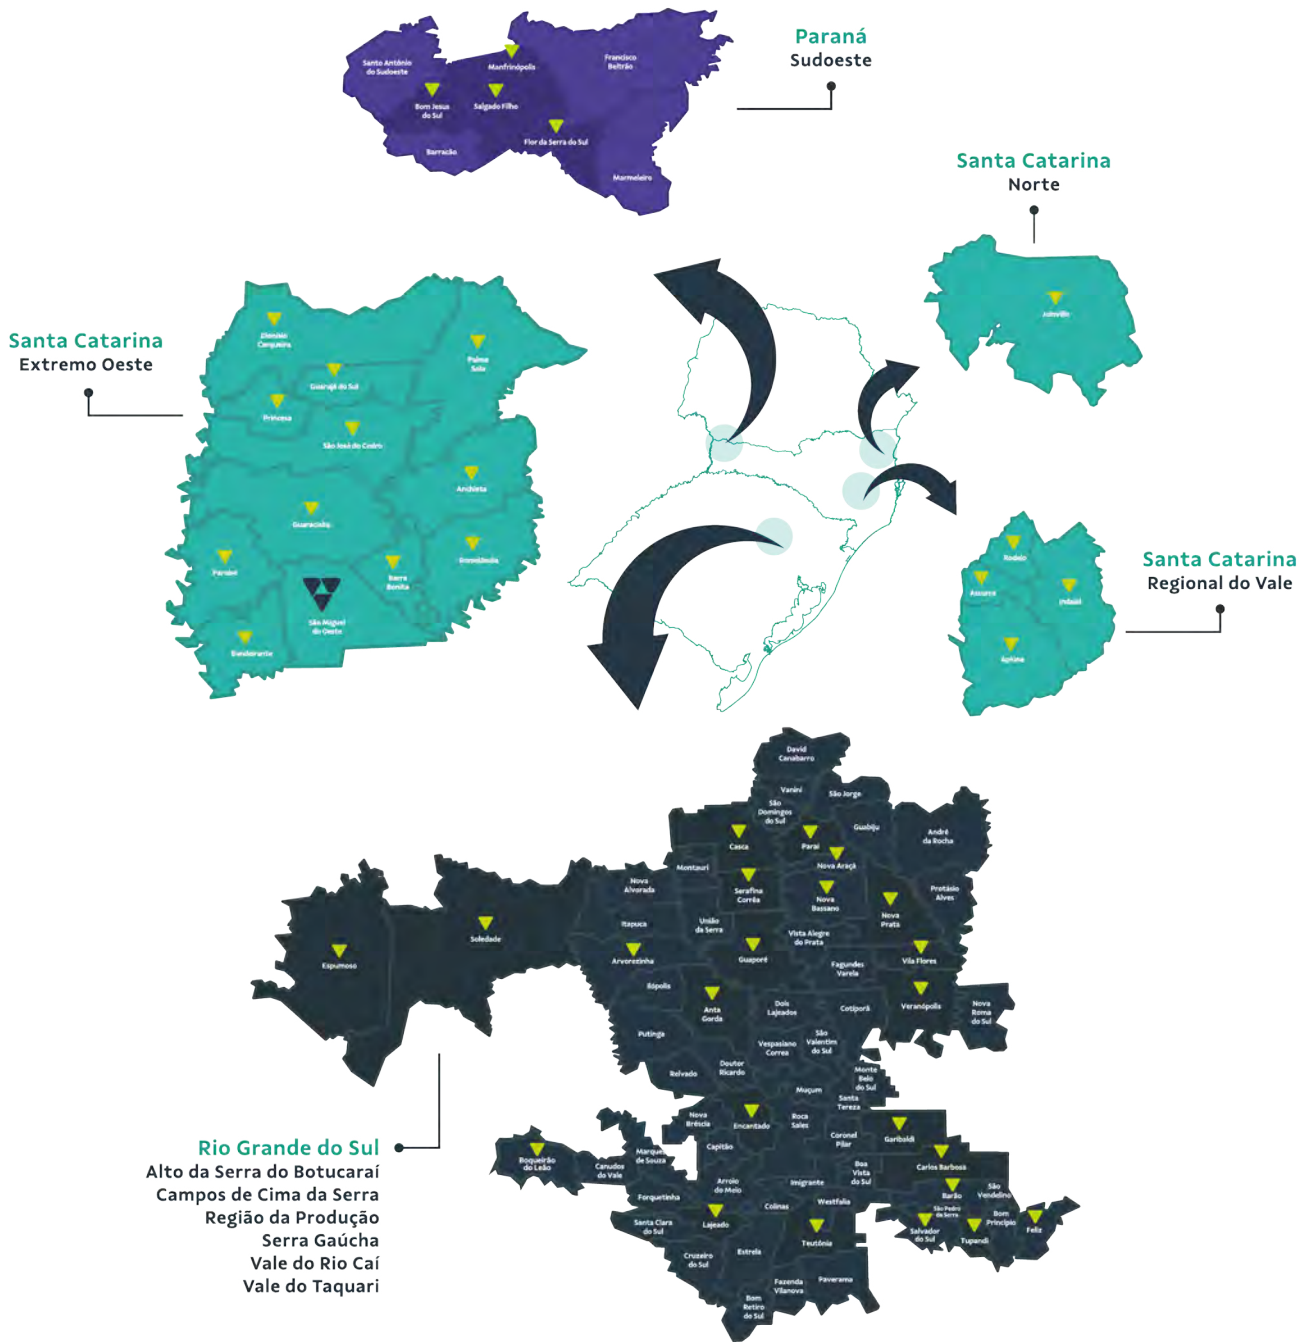 Paraná
Sudoeste
Santo Antônio
do Sudoeste
Manfrinópolis
Francisco
Beltrão
Bom Jesus
do Sul
Salgado Filho
Flor da Serra do Sul
Barracão
Marmeleiro
Santa Catarina
Norte
Joinville
Santa Catarina
Extremo Oeste
Dionísio
Cerqueira
Palma
Sola
Guarujá do Sul
Princesa
São José do Cedro
Anchieta
Guaraciaba
Romelândia
Paraíso
Barra
Bonita
São Miguel
do Oeste
Bandeirante
Santa Catarina
Regional do Vale
Rodeio
Ascurra
Indaial
Apiúna
David
Canabarro
Vanini
São Jorge
São
Domingos
do Sul
Guabiju
André
da Rocha
Casca
Paraí
Nova Araçá
Montauri
Nova
Alvorada
Serafina
Corrêa
Nova
Bassano
Protásio
Alves
Nova
Prata
Itapuca
União
da Serra
Vista Alegre
do Prata
Soledade
Espumoso
Arvorezinha
Guaporé
Vila Flores
Fagundes
Varela
Ilópolis
Anta
Gorda
Dois
Lajeados
Cotiporã
Veranópolis
Nova
Roma
do Sul
Putinga
Vespasiano
Correa
São
Valentim
do Sul
Relvado
Doutor
Ricardo
Monte
Belo
do Sul
Muçum
Santa
Tereza
Nova
Bréscia
Encantado
Roca
Sales
Garibaldi
Coronel
Pilar
Capitão
Marques
de Souza
Boqueirão
do Leão
Canudos
do Vale
Carlos Barbosa
Boa
Vista
do Sul
Arroio
do Meio
Imigrante
Barão
São
Vendelino
Forquetinha
Colinas
Westfalia
São Pedro
da Serra
Bom
Princípio
Santa Clara
do Sul
Lajeado
Teutônia
Salvador
do Sul
Tupandi
Feliz
Cruzeiro
do Sul
Estrela
Fazenda
Vilanova
Paverama
Bom
Retiro
do Sul
Rio Grande do Sul
Alto da Serra do Botucaraí
Campos de Cima da Serra
Região da Produção
Serra Gaúcha
Vale do Rio Caí
Vale do Taquari